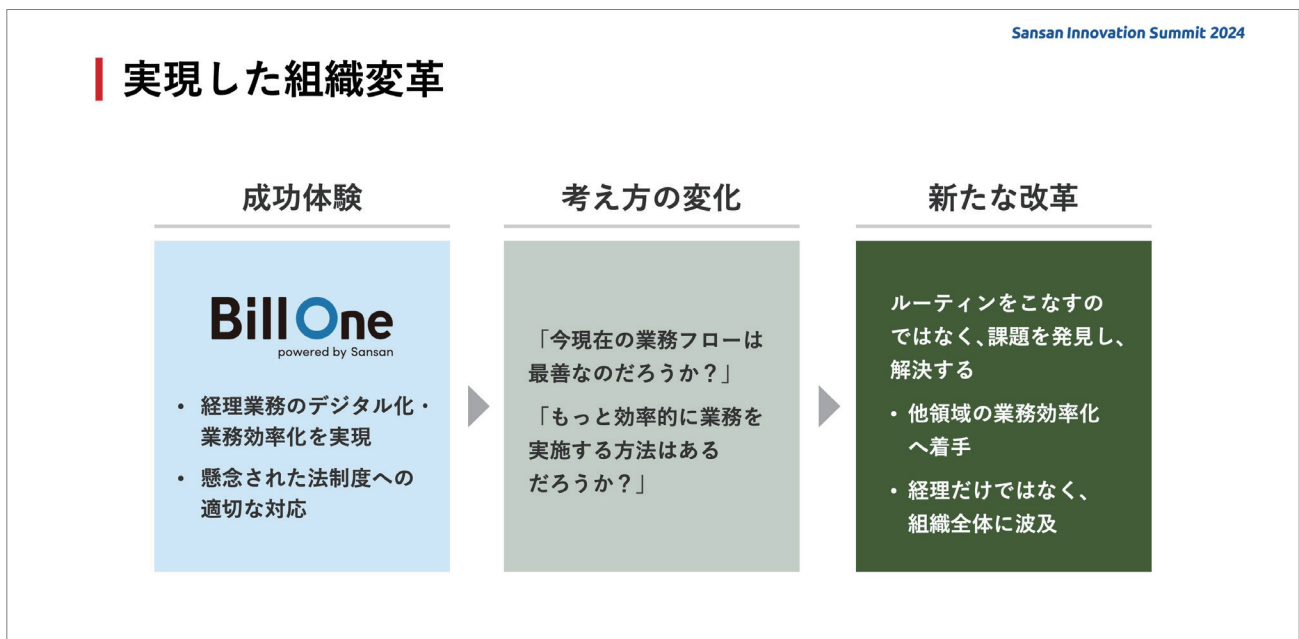 Sansan Innovation Summit 2024
実現した組織変革
成功体験
Bill One
powered by Sansan
• 経理業務のデジタル化・
業務効率化を実現
• 懸念された法制度への
適切な対応
考え方の変化
「今現在の業務フローは
最善なのだろうか？」
「もっと効率的に業務を
実施する方法はある
だろうか？」
新たな改革
ルーティンをこなすの
ではなく、課題を発見し、
解決する
• 他領域の業務効率化
へ着手
• 経理だけではなく、
組織全体に波及